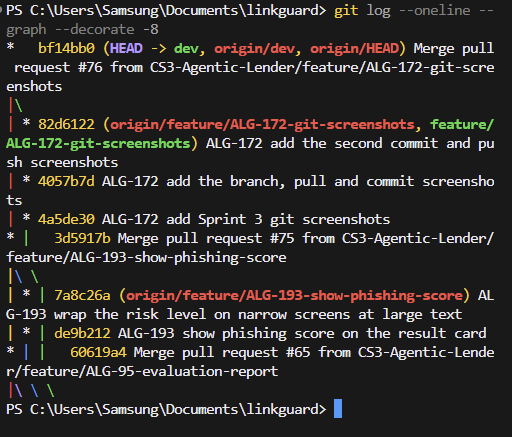 PS C:\Users\Samsung\Documents\linkguard> git log --oneline --
graph --decorate -8
*   bf14bb0 (HEAD -> dev, origin/dev, origin/HEAD) Merge pull
 request #76 from CS3-Agentic-Lender/feature/ALG-172-git-scre
enshots
|\
| * 82d6122 (origin/feature/ALG-172-git-screenshots, feature/
ALG-172-git-screenshots) ALG-172 add the second commit and pu
sh screenshots
| * 4057b7d ALG-172 add the branch, pull and commit screensho
ts
| * 4a5de30 ALG-172 add Sprint 3 git screenshots
* |   3d5917b Merge pull request #75 from CS3-Agentic-Lender/
feature/ALG-193-show-phishing-score
|\ \
| * | 7a8c26a (origin/feature/ALG-193-show-phishing-score) AL
G-193 wrap the risk level on narrow screens at large text
| * | de9b212 ALG-193 show phishing score on the result card
* | |   60619a4 Merge pull request #65 from CS3-Agentic-Lende
r/feature/ALG-95-evaluation-report
|\ \ \
PS C:\Users\Samsung\Documents\linkguard>